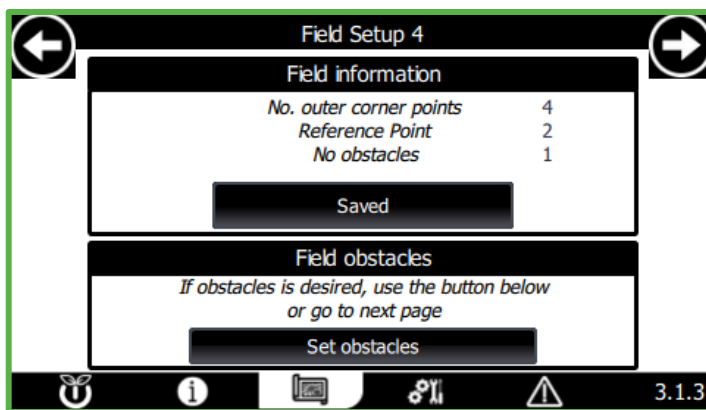 Field Setup 4
Field information
No. outer corner points 4
Reference Point 2
No obstacles 1
Saved
Field obstacles
If obstacles is desired, use the button below
or go to next page
Set obstacles
3.1.3